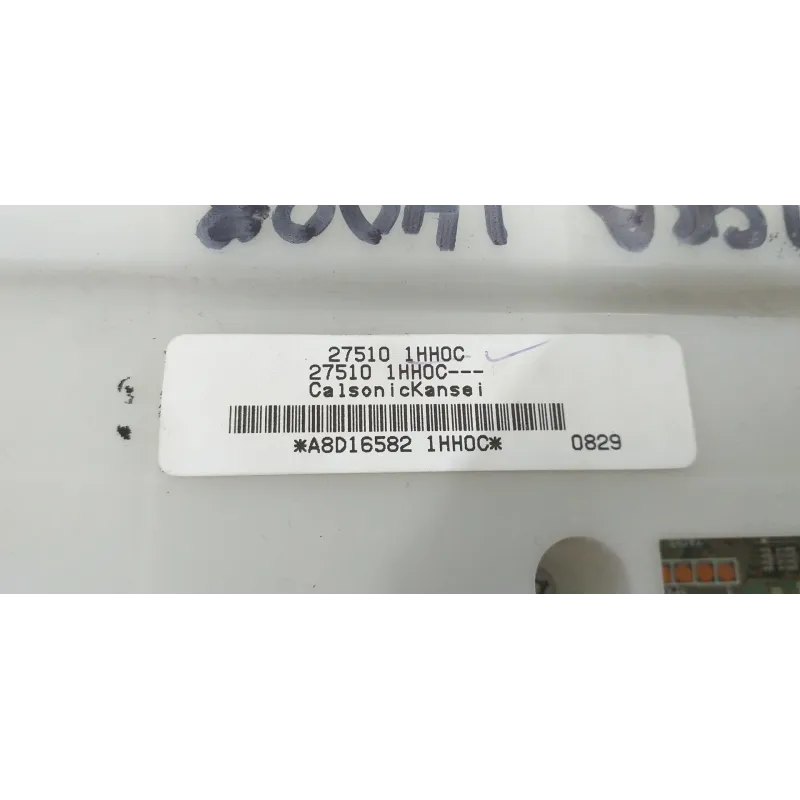 27510 1HH0C
27510 1HH0C---
CalsonicKansei
*A8D16582 1HH0C*
0829